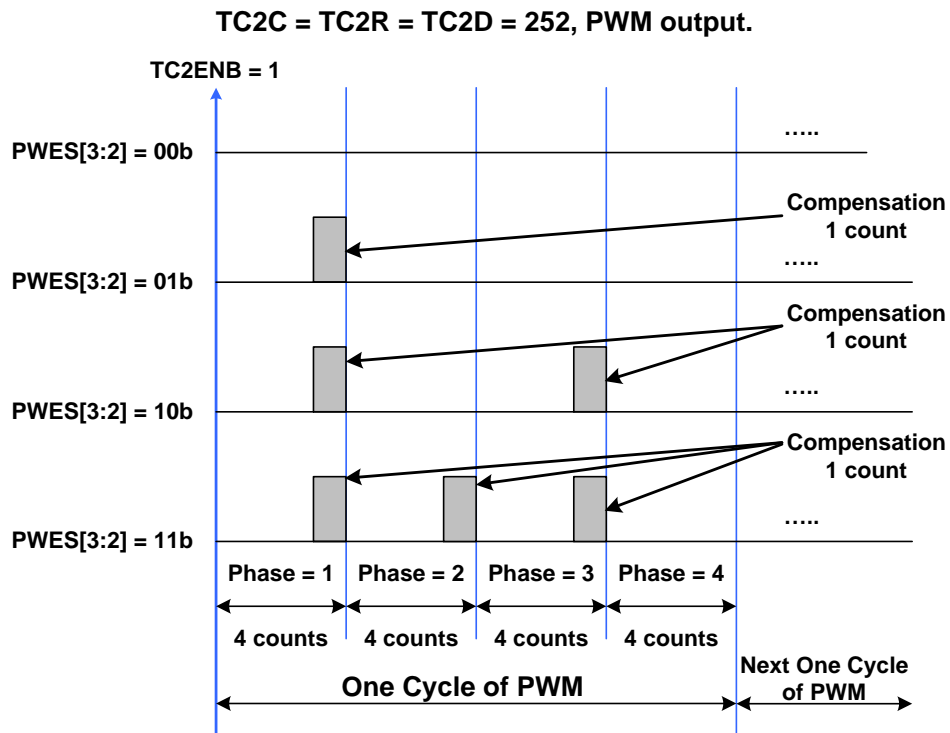 TC2C = TC2R = TC2D = 252, PWM output.
TC2ENB = 1
PWES[3:2] = 00b
…..
Compensation
1 count
PWES[3:2] = 01b
…..
Compensation
1 count
PWES[3:2] = 10b
…..
Compensation
1 count
PWES[3:2] = 11b
…..
Phase = 1 Phase = 2 Phase = 3 Phase = 4
4 counts 4 counts 4 counts 4 counts
One Cycle of PWM
Next One Cycle
of PWM